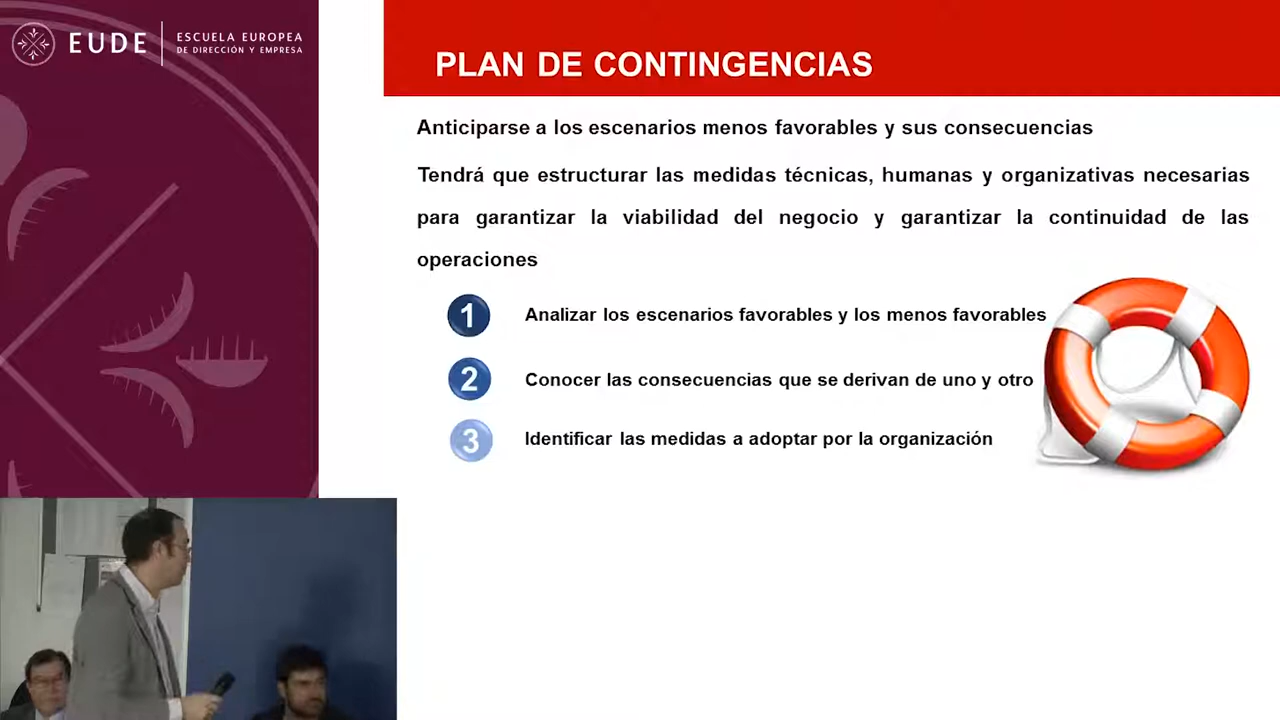 EUDE
ESCUELA EUROPEA
DE DIRECCIÓN Y EMPRESA
PLAN DE CONTINGENCIAS
Anticiparse a los escenarios menos favorables y sus consecuencias
Tendrá que estructurar las medidas técnicas, humanas y organizativas necesarias
para garantizar la viabilidad del negocio y garantizar la continuidad de las
operaciones
1 Analizar los escenarios favorables y los menos favorables
2 Conocer las consecuencias que se derivan de uno y otro
3 Identificar las medidas a adoptar por la organización